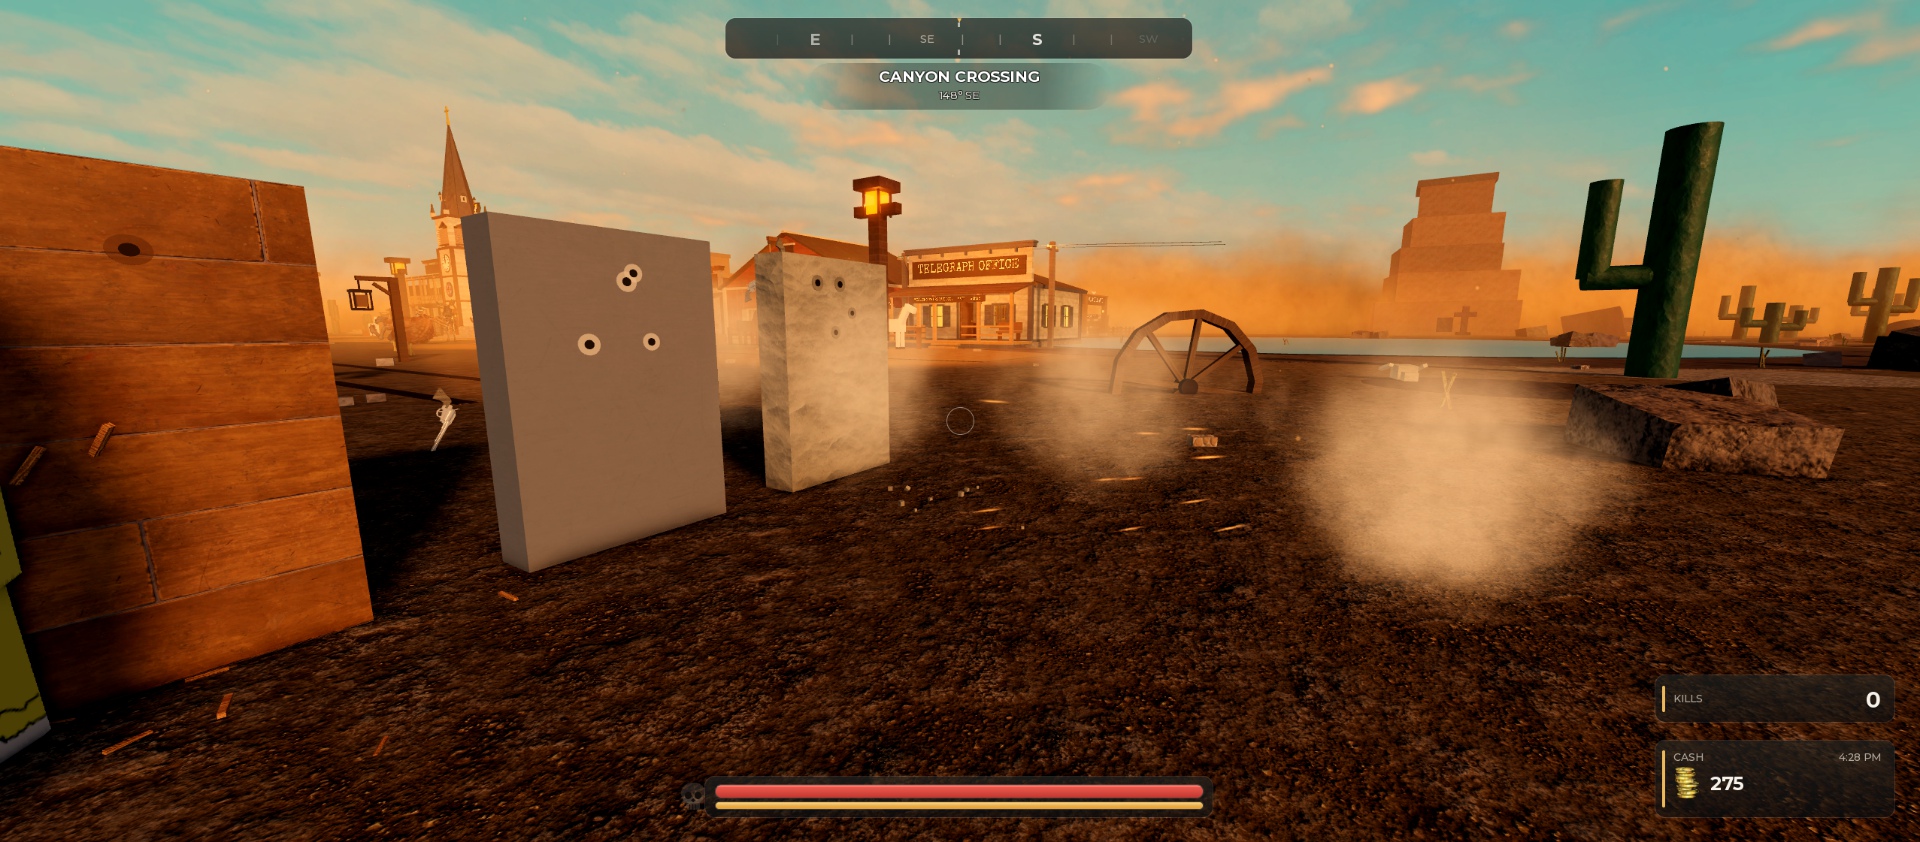 E SE S SW
CANYON CROSSING
148° SE
TELEGRAPH OFFICE
KILLS 0
CASH 4:28 PM
275